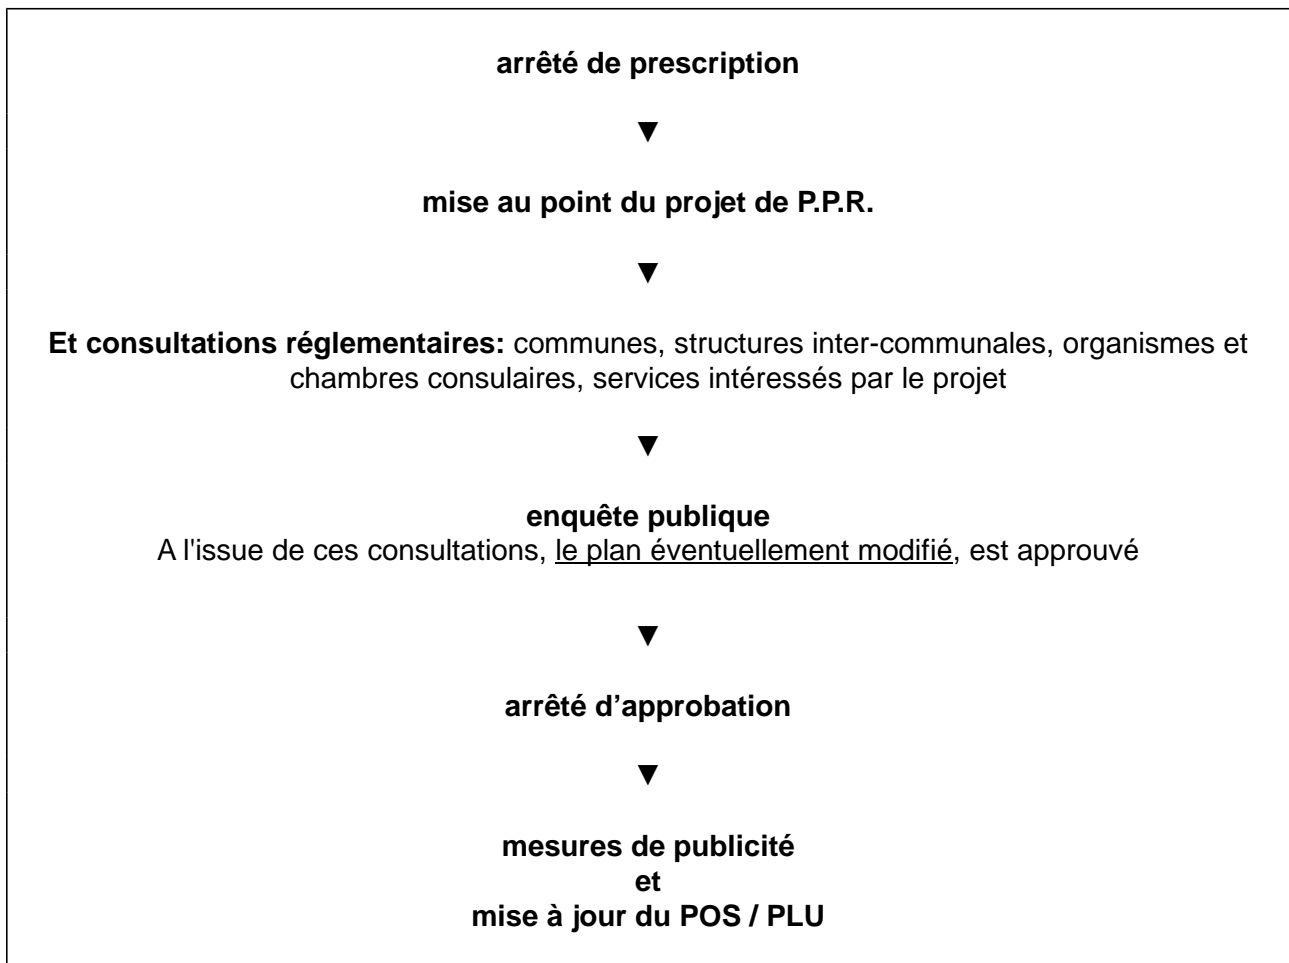 arrêté de prescription
▼
mise au point du projet de P.P.R.
▼
Et consultations réglementaires: communes, structures inter-communales, organismes et
chambres consulaires, services intéressés par le projet
▼
enquête publique
A l'issue de ces consultations, le plan éventuellement modifié, est approuvé
▼
arrêté d’approbation
▼
mesures de publicité
et
mise à jour du POS / PLU